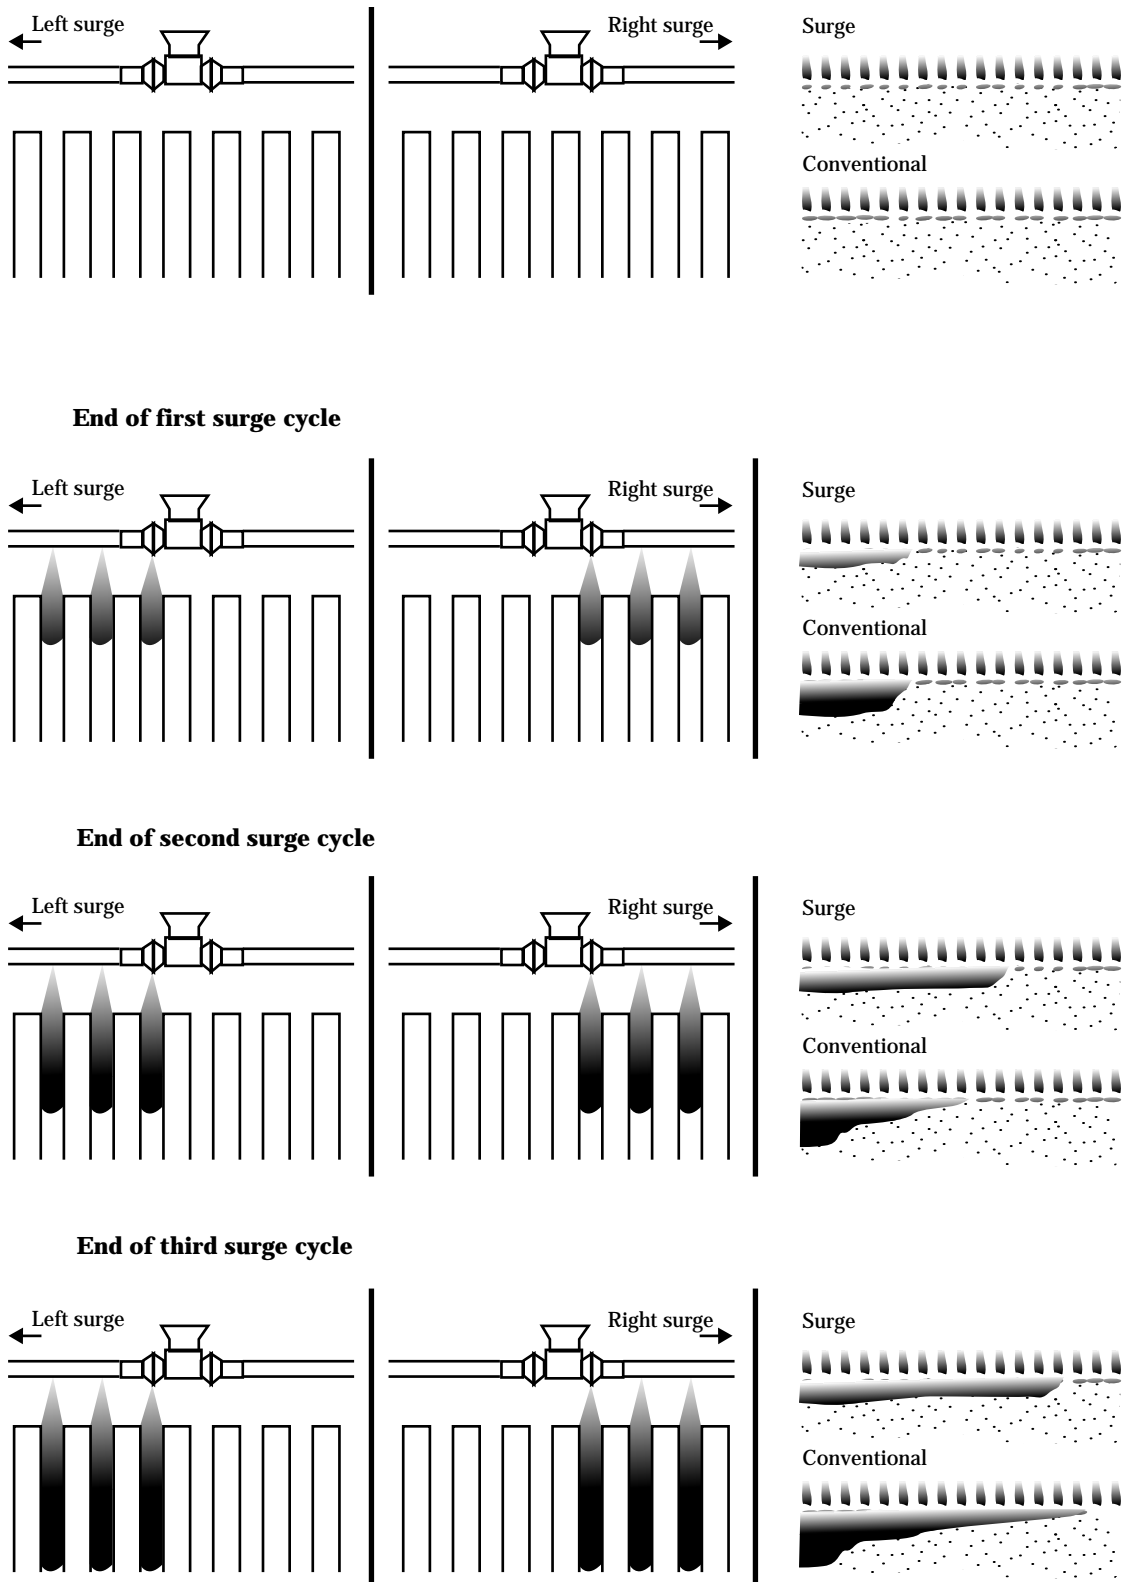 Left surge
Right surge
Surge
Conventional
End of first surge cycle
Left surge
Right surge
Surge
Conventional
End of second surge cycle
Left surge
Right surge
Surge
Conventional
End of third surge cycle
Left surge
Right surge
Surge
Conventional